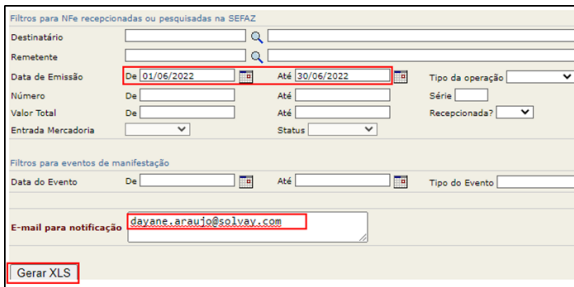 Filtros para NFe recepcionadas ou pesquisadas na SEFAZ
Destinatário
Remetente
Data de Emissão De 01/06/2022 Até 30/06/2022 Tipo da operação
Número De Até Série
Valor Total De Até Recepcionada?
Entrada Mercadoria Status
Filtros para eventos de manifestação
Data do Evento De Até Tipo do Evento
E-mail para notificação dayane.araujo@solvay.com
Gerar XLS